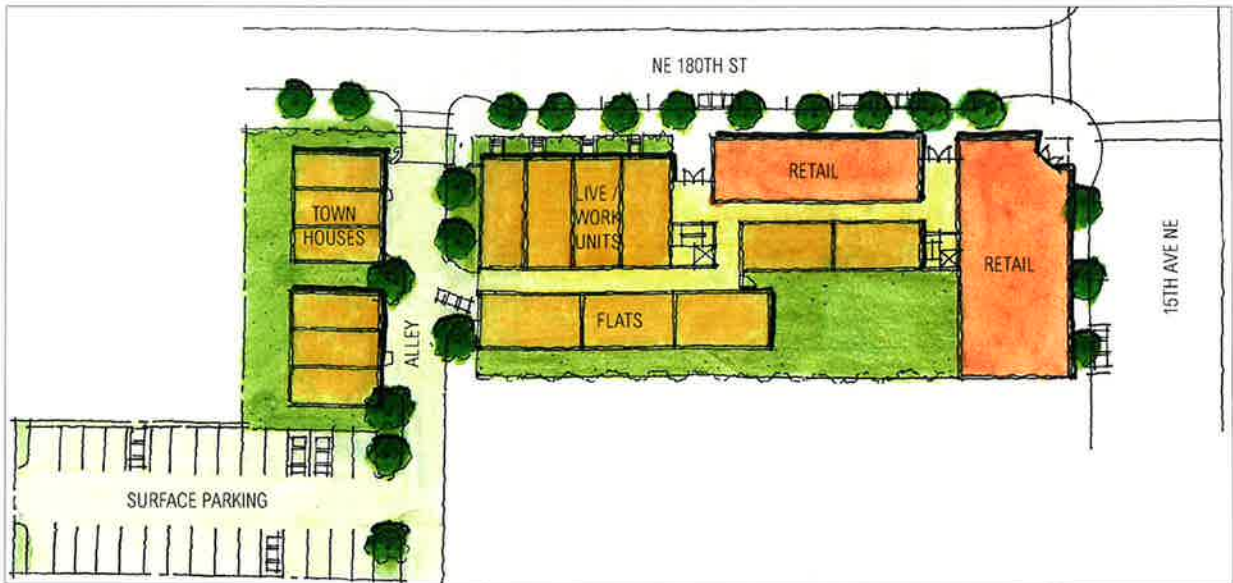 NE 180TH ST
RETAIL
LIVE /
WORK
UNITS
TOWN
HOUSES
RETAIL
15TH AVE NE
FLATS
ALLEY
SURFACE PARKING